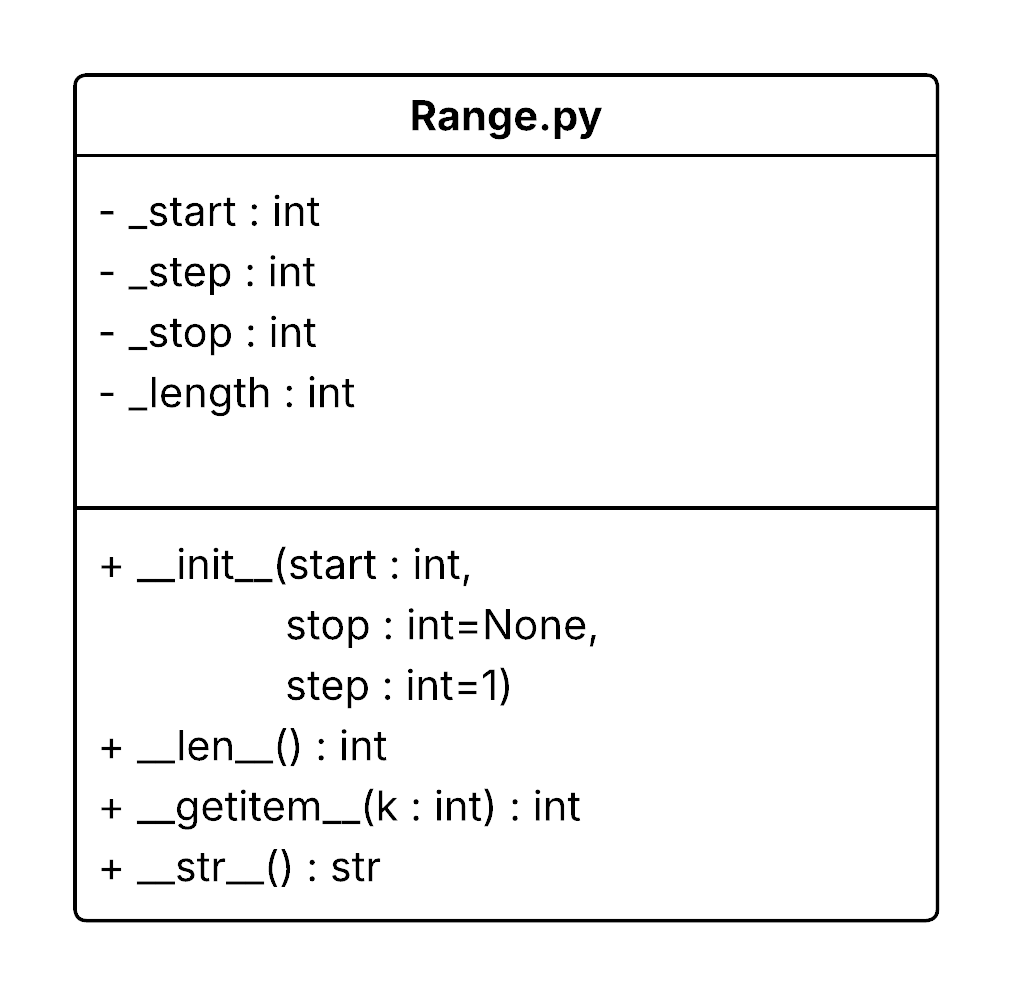 Range.py
- _start : int
- _step : int
- _stop : int
- _length : int
+ __init__(start : int,
stop : int=None,
step : int=1)
+ __len__() : int
+ __getitem__(k : int) : int
+ __str__() : str